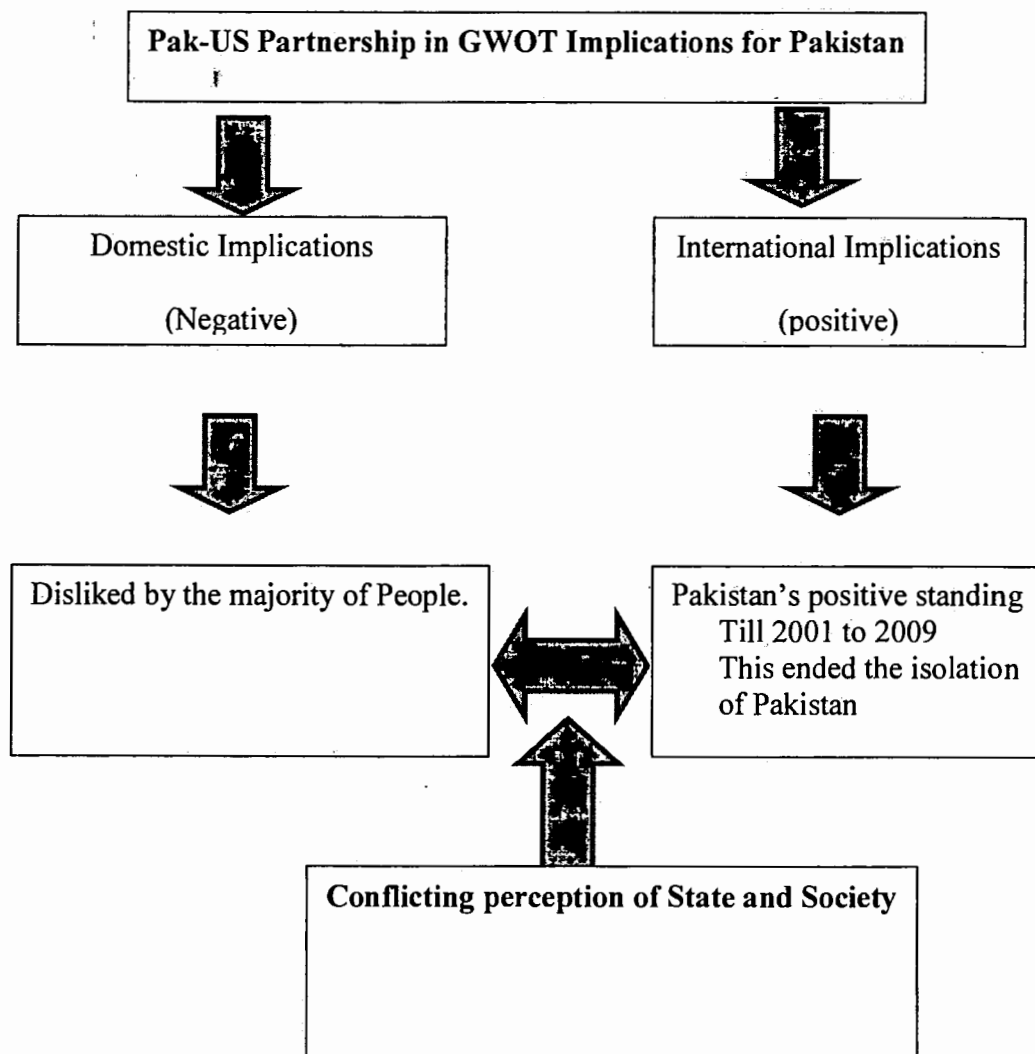 Pak-US Partnership in GWOT Implications for Pakistan
Domestic Implications
(Negative)
International Implications
(positive)
Disliked by the majority of People.
Pakistan's positive standing
Till 2001 to 2009
This ended the isolation
of Pakistan
Conflicting perception of State and Society